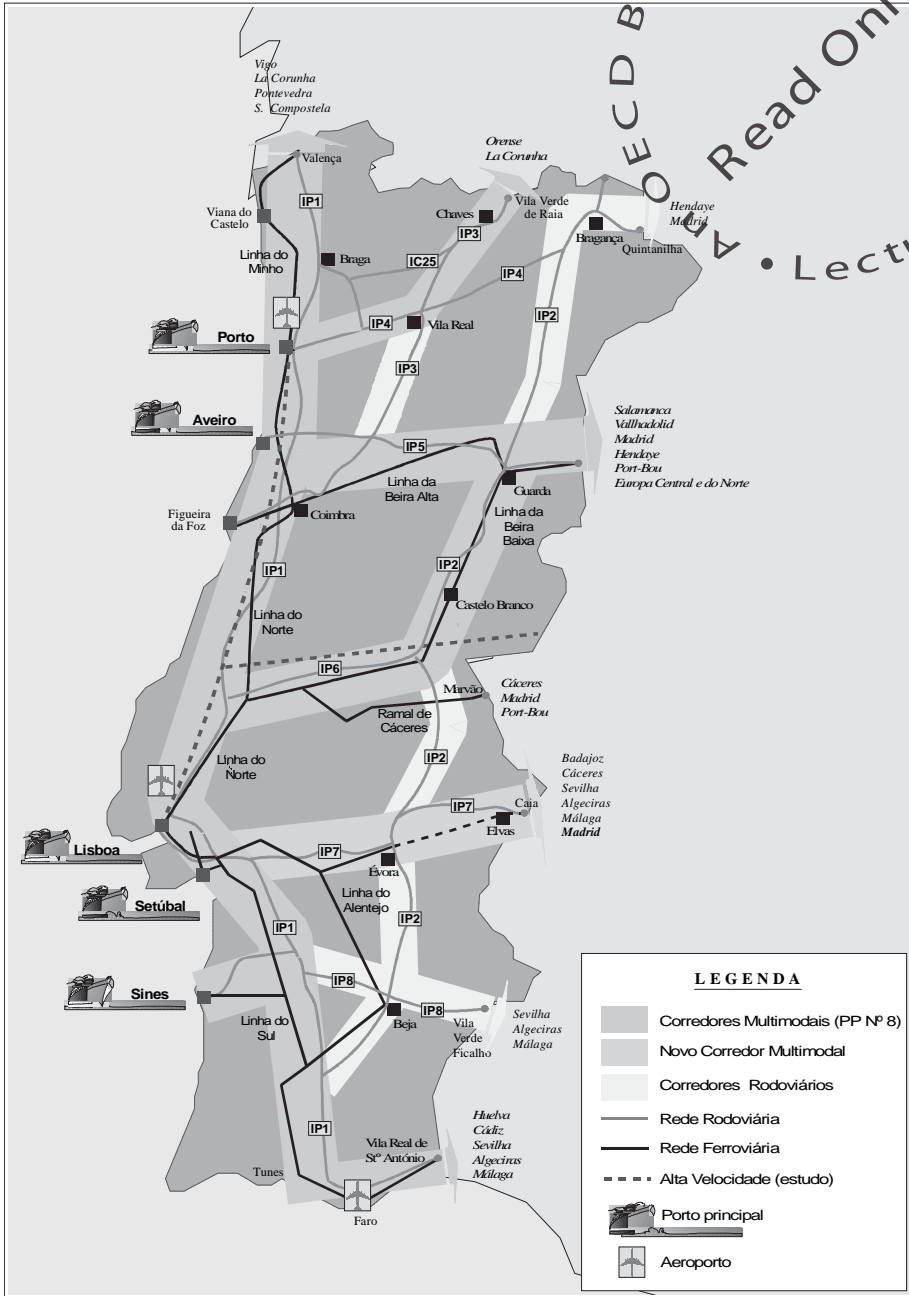 OECD B
Read Onl
Lectu
Vigo
La Corunha
Pontevedra
S. Compostela
Orense
La Corunha
Valença
Vila Verde
de Raia
Hendaye
Madrid
IP1
Chaves
IP3
Viana do
Castelo
Bragança
Quintanilha
Linha do
Minho
Braga
IC25
IP4
IP2
Porto
IP4
Vila Real
IP3
Aveiro
IP5
Salamanca
Vallhadolid
Madrid
Hendaye
Port-Bou
Europa Central e do Norte
Linha da
Beira Alta
Guarda
Figueira
da Foz
Coimbra
Linha da
Beira
Baixa
IP1
IP2
Castelo Branco
Linha do
Norte
IP6
Marvão
Cáceres
Madrid
Port-Bou
Ramal de
Cáceres
IP2
Linha do
Norte
Badajoz
Cáceres
Sevilha
Algeciras
Málaga
Madrid
IP7
Caia
Elvas
Lisboa
IP7
Évora
Setúbal
Linha do
Alentejo
IP1
IP2
Sines
IP8
IP8
Linha do
Sul
Beja
Vila
Verde
Ficalho
Sevilha
Algeciras
Málaga
IP1
Vila Real de
Stº António
Huelva
Cádiz
Sevilha
Algeciras
Málaga
Tunes
Faro
LEGENDA
Corredores Multimodais (PP Nº 8)
Novo Corredor Multimodal
Corredores Rodoviários
Rede Rodoviária
Rede Ferroviária
Alta Velocidade (estudo)
Porto principal
Aeroporto